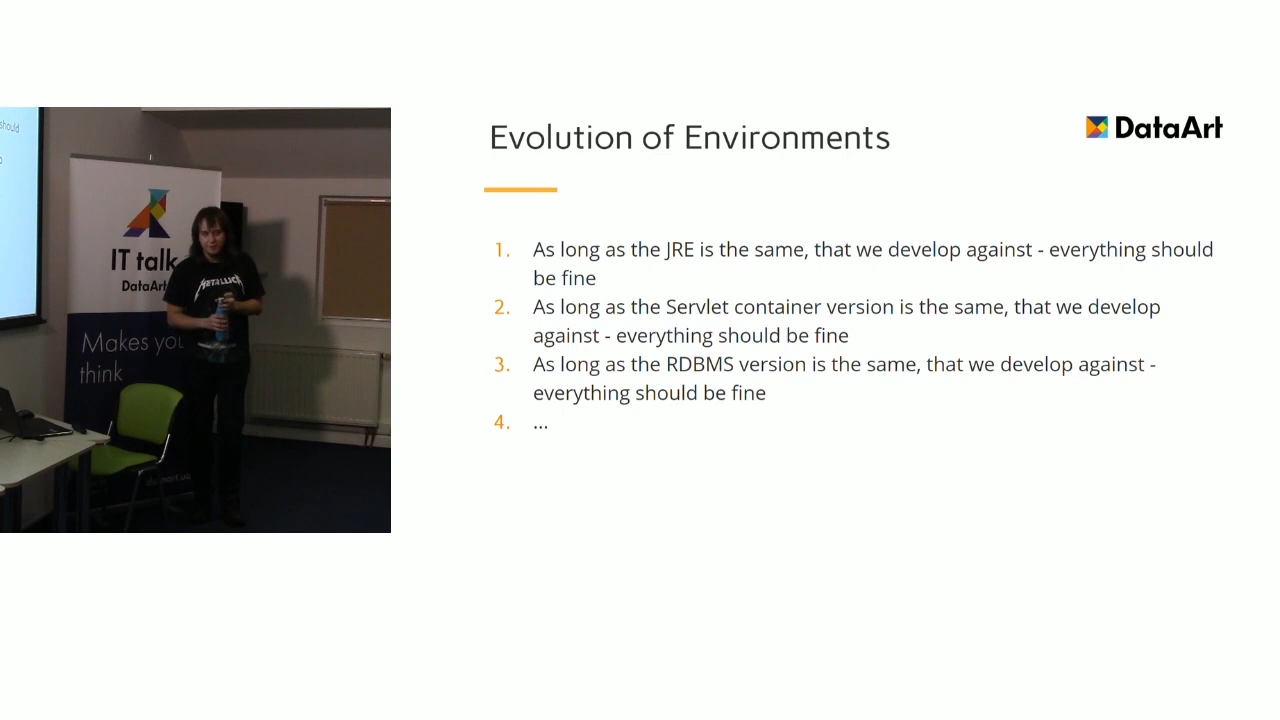 should
IT talk
DataArt
Makes you
think
METALLICA
Evolution of Environments
DataArt
1. As long as the JRE is the same, that we develop against - everything should
be fine
2. As long as the Servlet container version is the same, that we develop
against - everything should be fine
3. As long as the RDBMS version is the same, that we develop against -
everything should be fine
4. ...